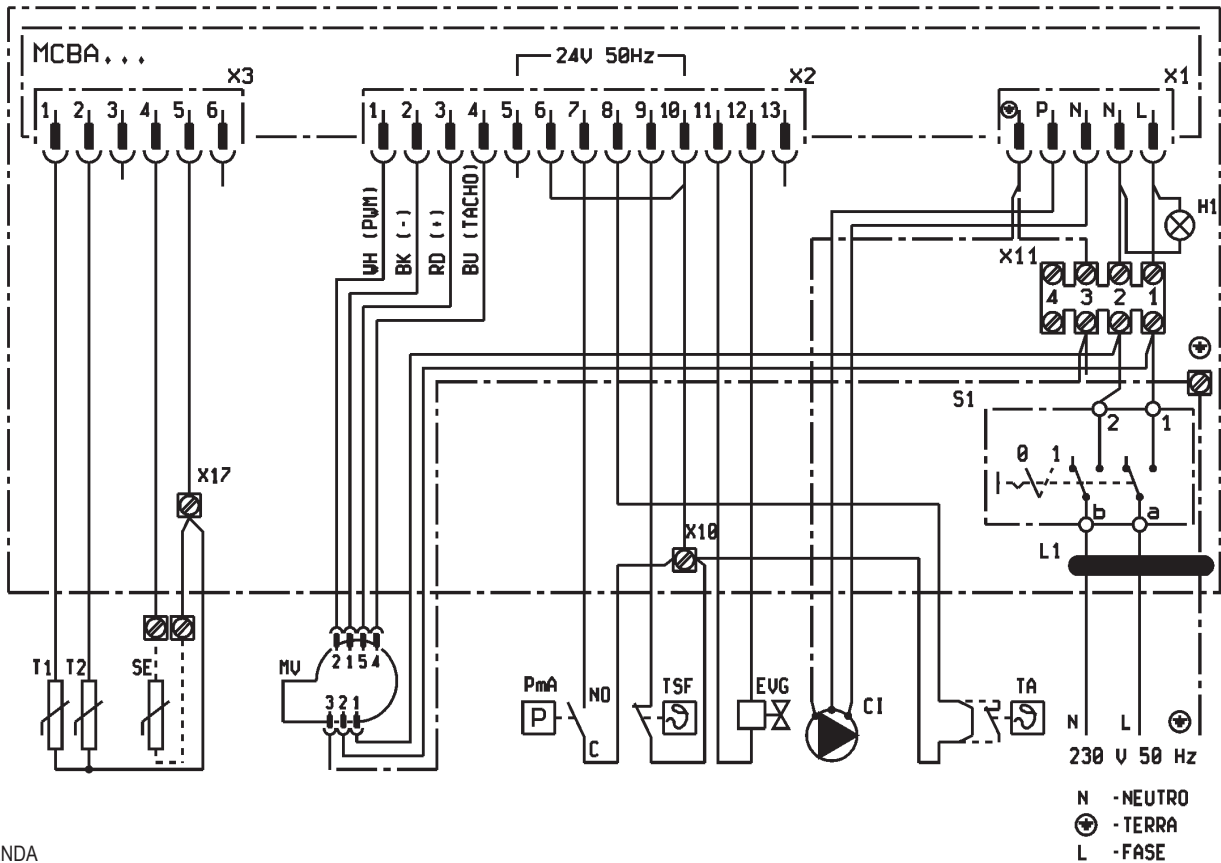 MCBA...
24V 50Hz
X3
X2
X1
1 2 3 4 5 6
1 2 3 4 5 6 7 8 9 10 11 12 13
P N N L
WH (PWM)
BK (-)
RD (+)
BU (TACHO)
H1
X11
4 3 2 1
S1
2 1
0 1
X17
b a
X10
L1
T1 T2 SE
MV
2 1 5 4
3 2 1
PmA
P
NO
C
TSF
EVG
CI
TA
N L
230 V 50 Hz
N - NEUTRO
- TERRA
L - FASE
NDA